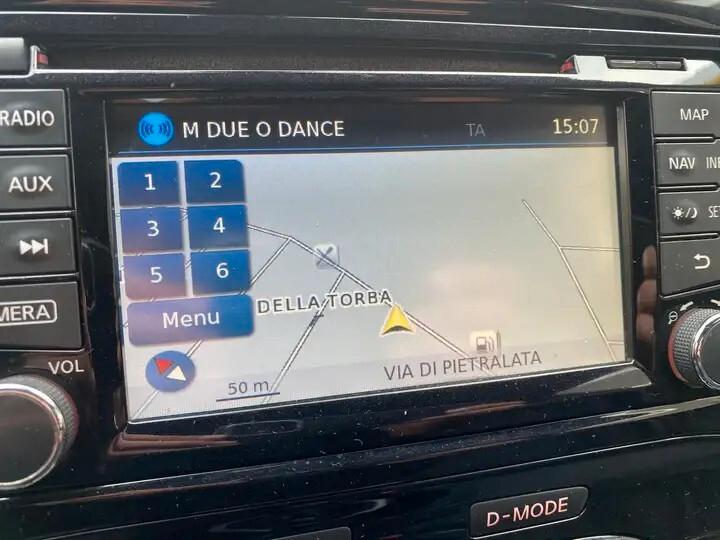 RADIO
AUX
MERA
VOL
M DUE O DANCE
TA
15:07
1
2
3
4
5
6
Menu
DELLA TORBA
VIA DI PIETRALATA
50 m
MAP
NAV
D-MODE